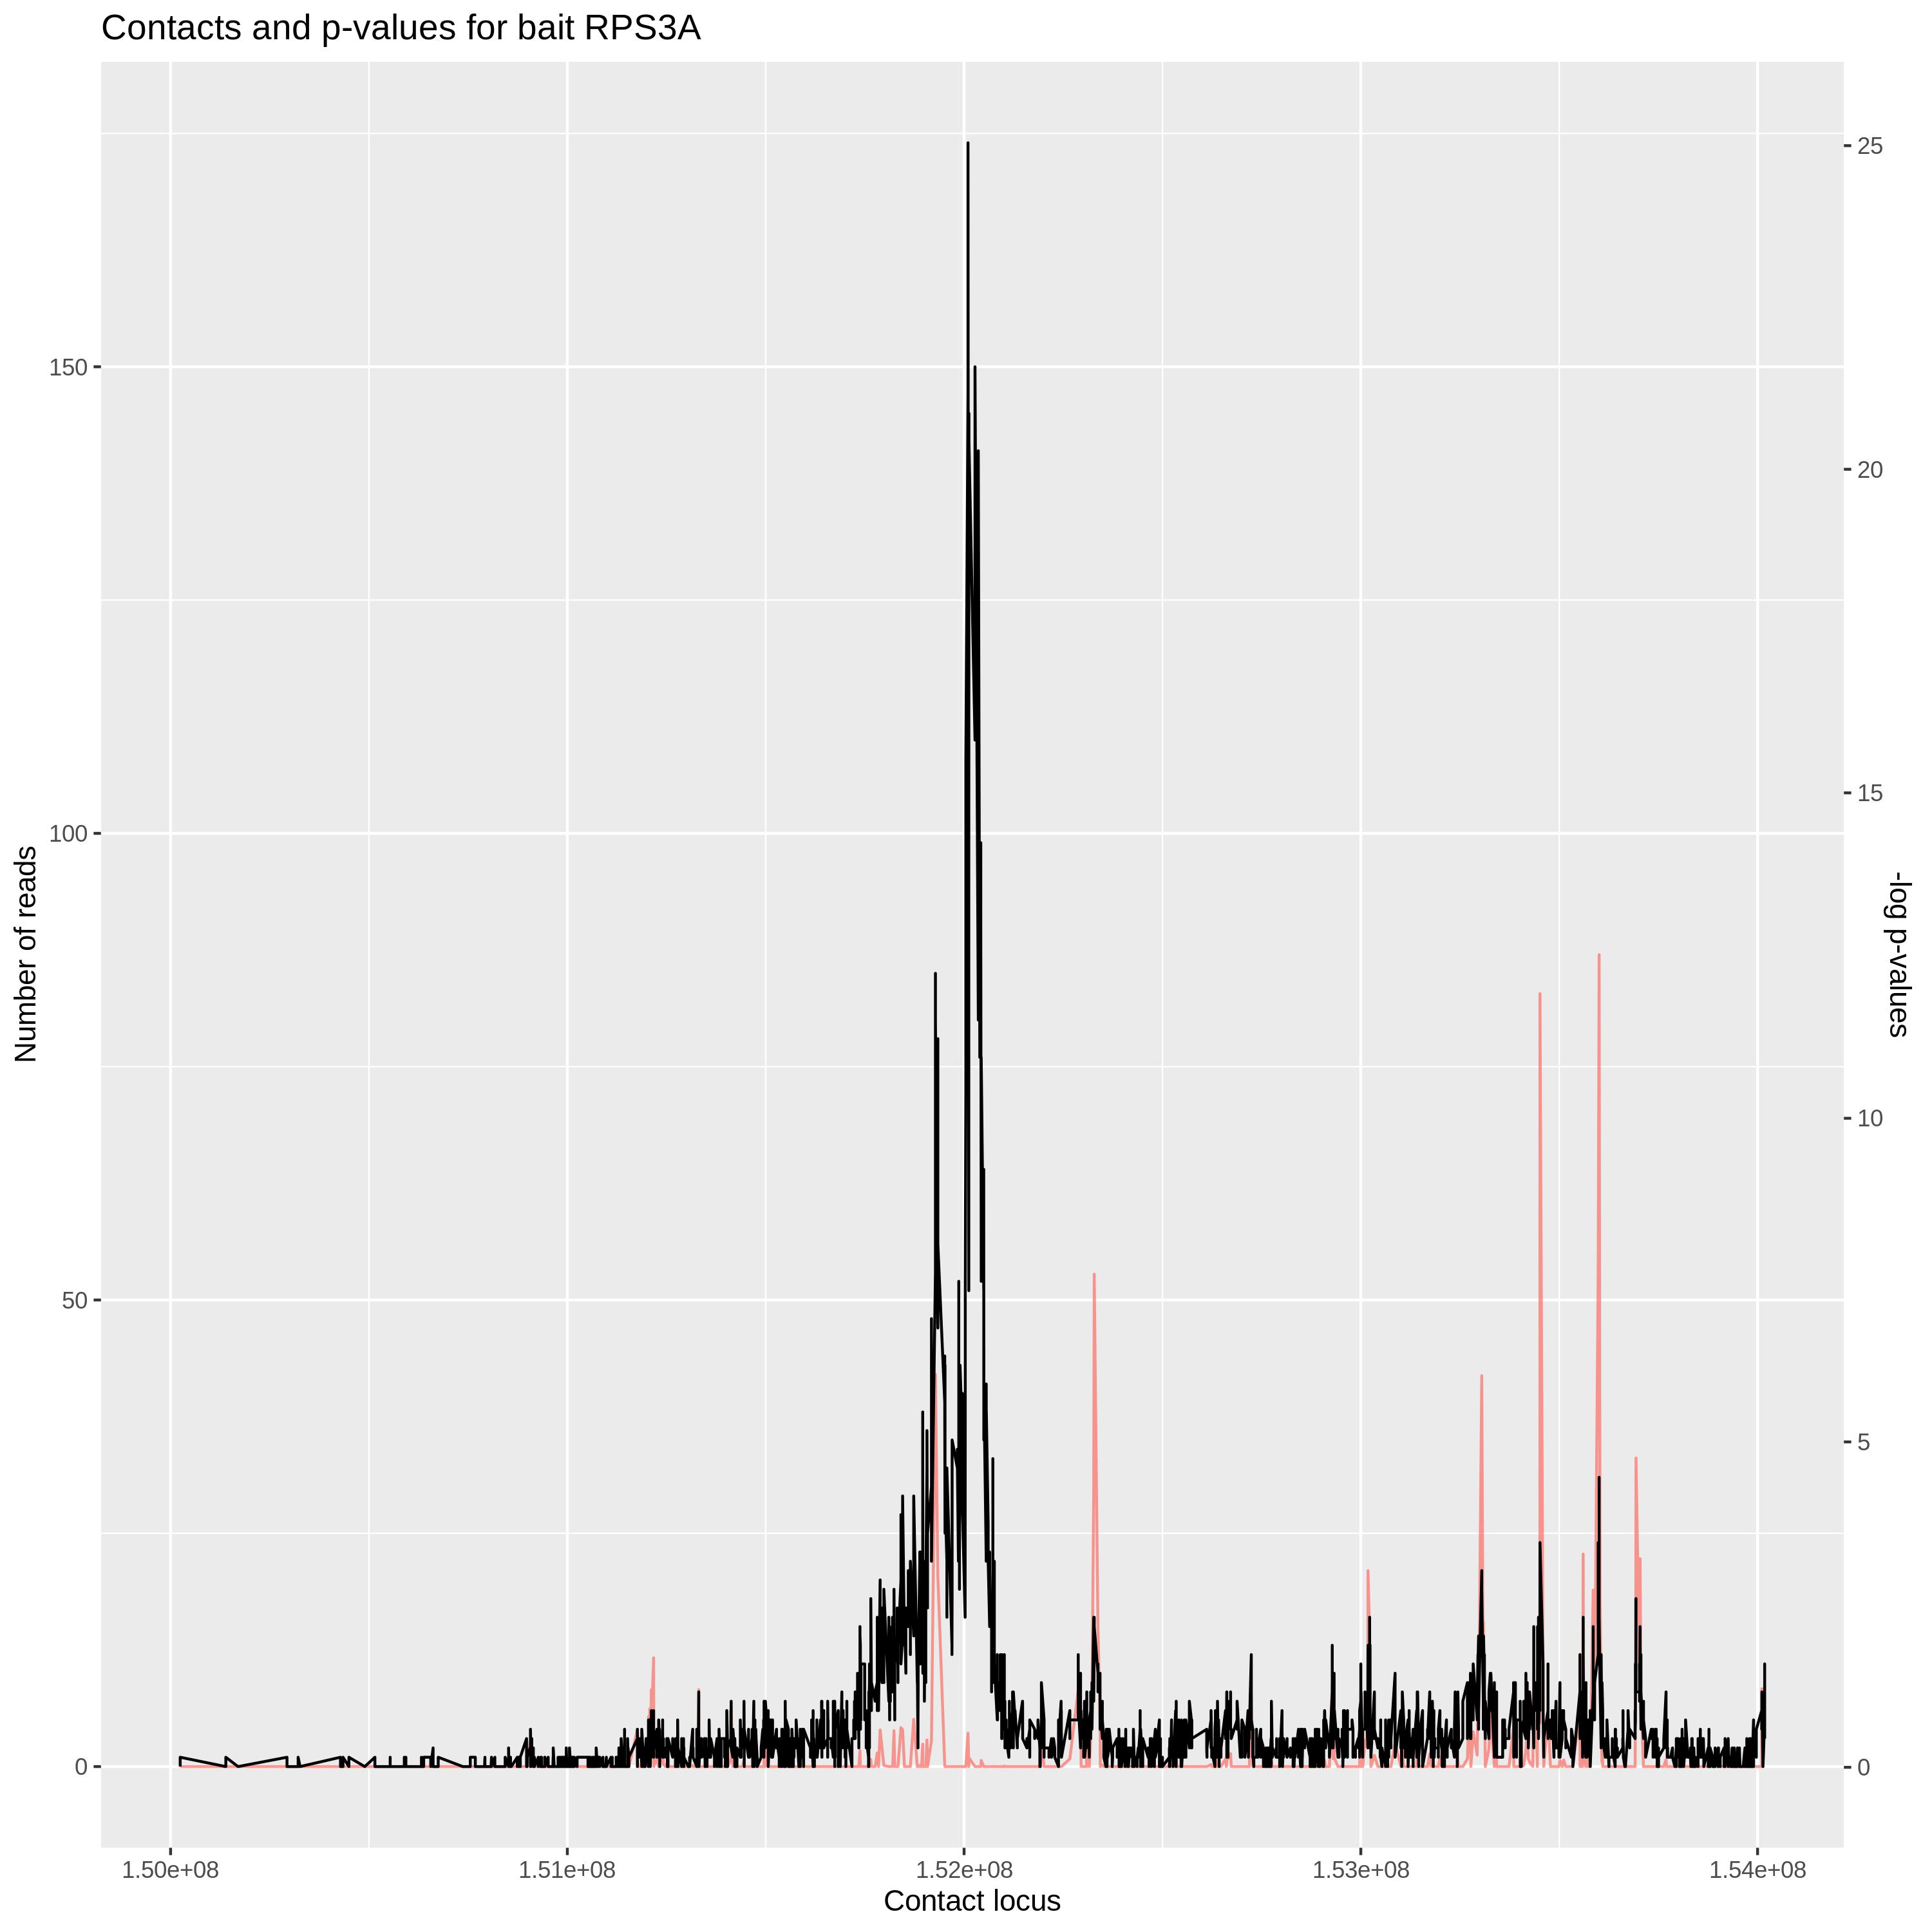 Contacts and p-values for bait RPS3A
Number of reads
150
100
50
0
25
20
15
10
5
0
-log p-values
1.50e+08 1.51e+08 1.52e+08 1.53e+08 1.54e+08
Contact locus